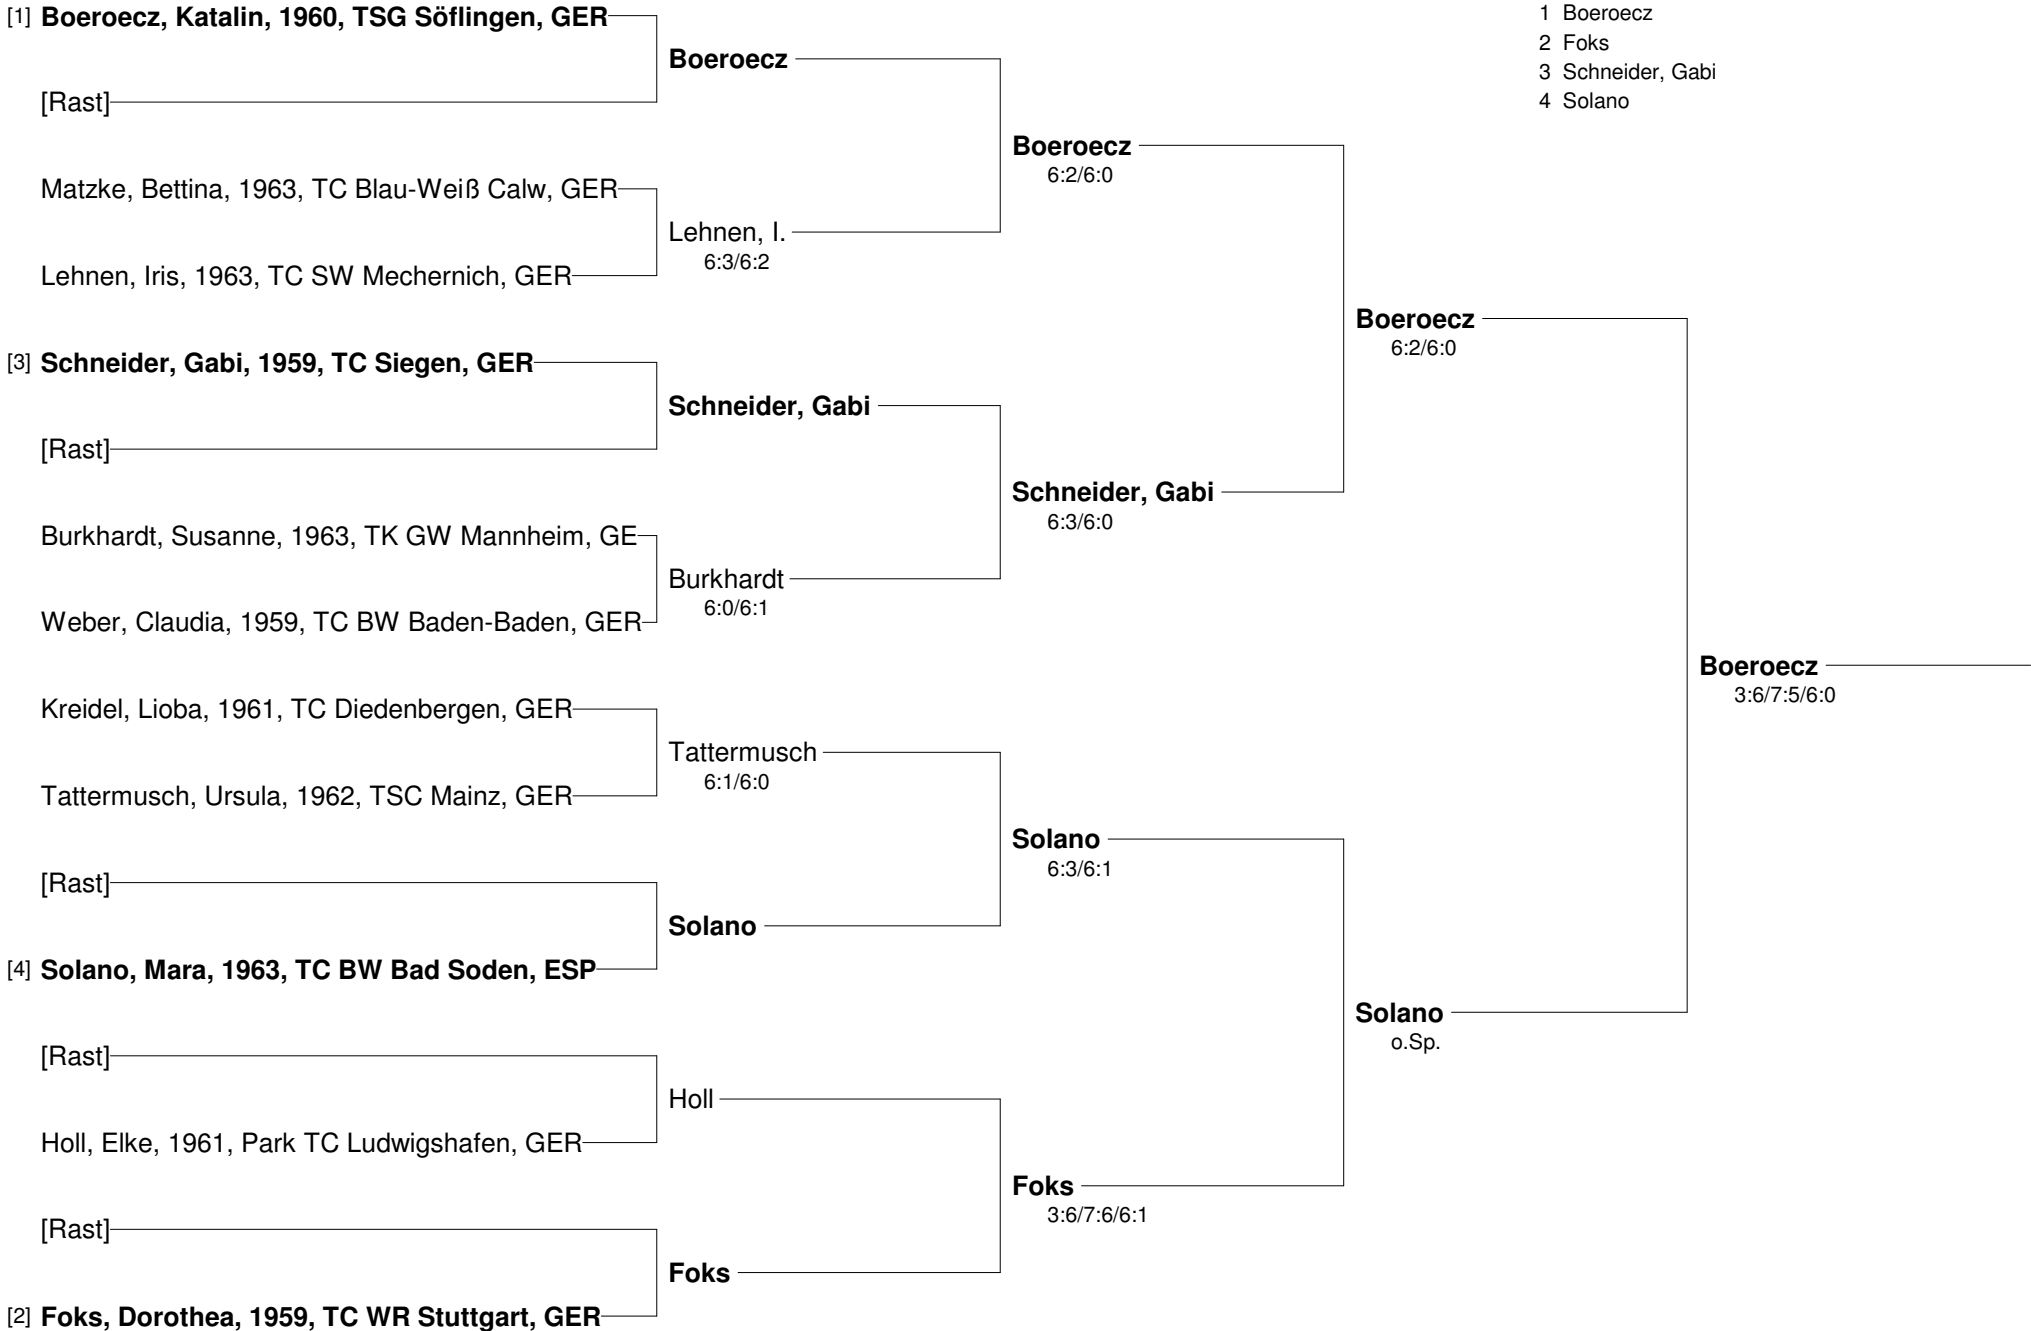 [1] Boeroecz, Katalin, 1960, TSG Söflingen, GER
[Rast]
Matzke, Bettina, 1963, TC Blau-Weiß Calw, GER
Lehnen, Iris, 1963, TC SW Mechernich, GER
[3] Schneider, Gabi, 1959, TC Siegen, GER
[Rast]
Burkhardt, Susanne, 1963, TK GW Mannheim, GE
Weber, Claudia, 1959, TC BW Baden-Baden, GER
Kreidel, Lioba, 1961, TC Diedenbergen, GER
Tattermusch, Ursula, 1962, TSC Mainz, GER
[Rast]
[4] Solano, Mara, 1963, TC BW Bad Soden, ESP
[Rast]
Holl, Elke, 1961, Park TC Ludwigshafen, GER
[Rast]
[2] Foks, Dorothea, 1959, TC WR Stuttgart, GER
Boeroecz
Lehnen, I.
6:3/6:2
Schneider, Gabi
Burkhardt
6:0/6:1
Tattermusch
6:1/6:0
Solano
Holl
Foks
Boeroecz
6:2/6:0
Schneider, Gabi
6:3/6:0
Solano
6:3/6:1
Foks
3:6/7:6/6:1
Boeroecz
6:2/6:0
Solano
o.Sp.
Boeroecz
3:6/7:5/6:0
1 Boeroecz
2 Foks
3 Schneider, Gabi
4 Solano